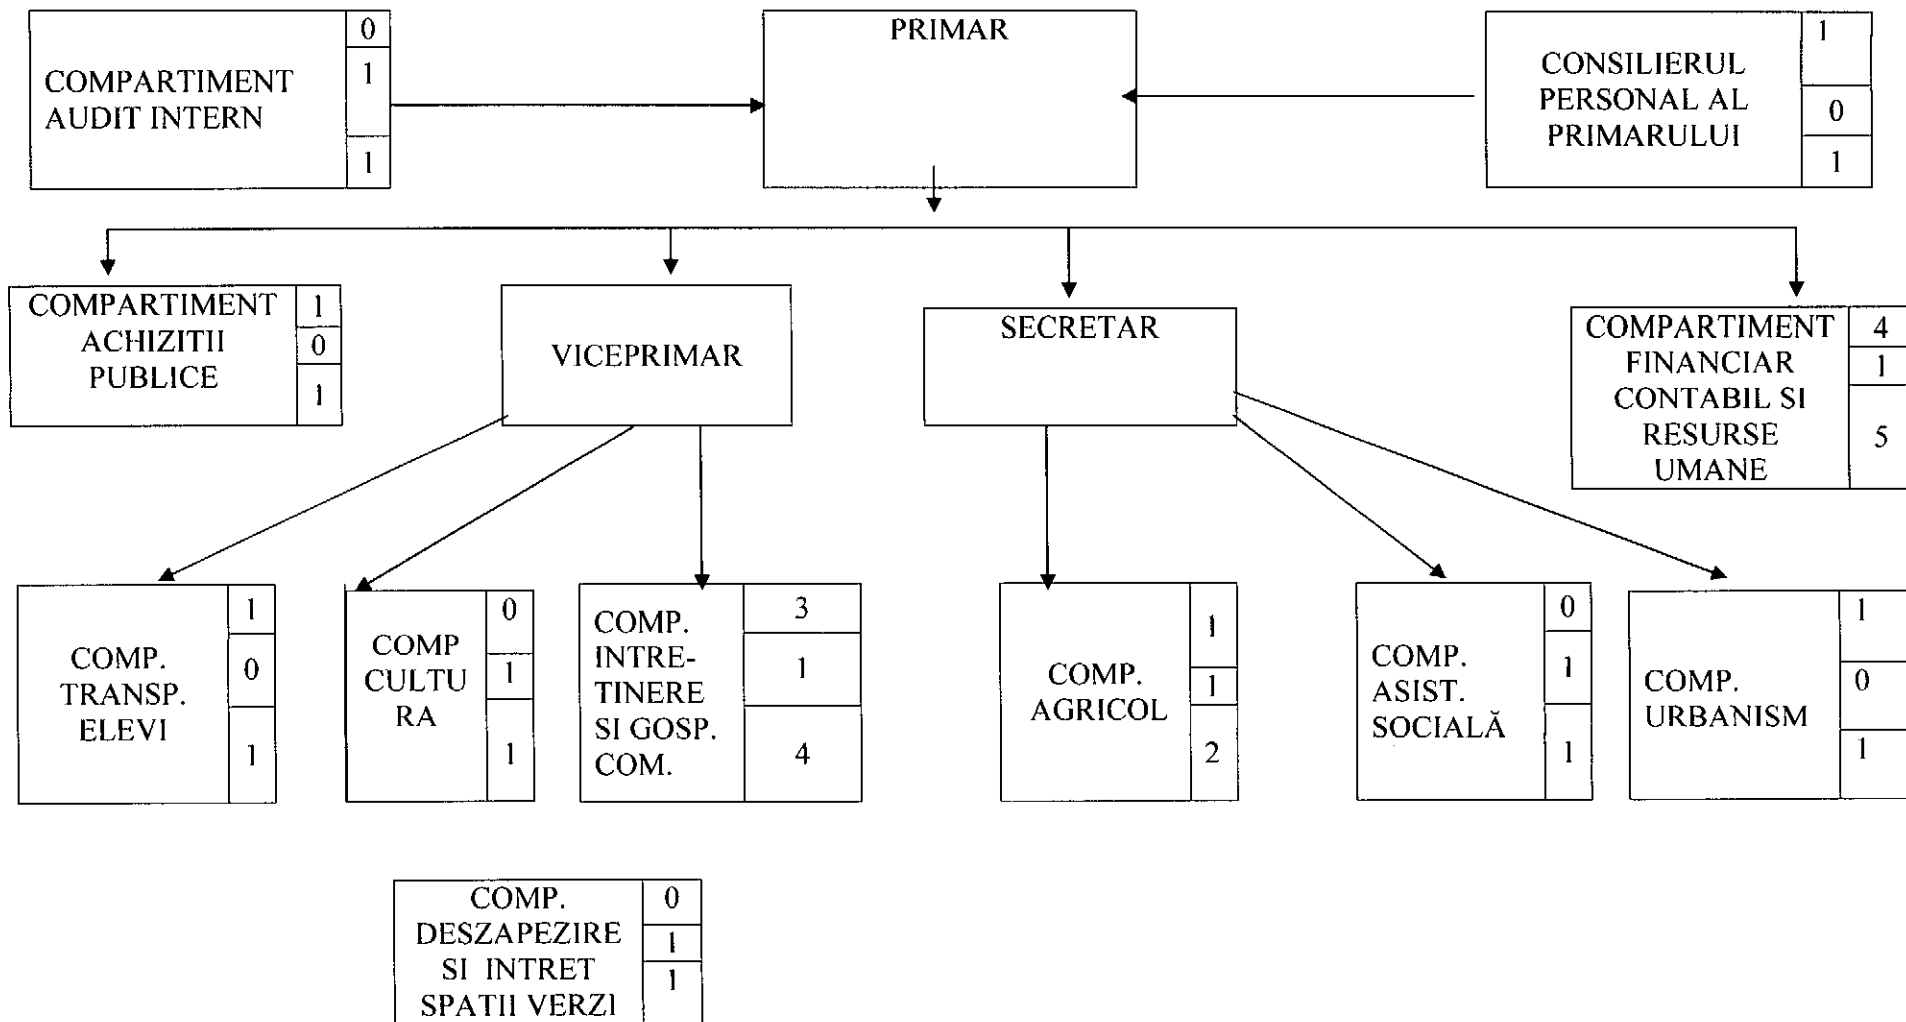 COMPARTIMENT
AUDIT INTERN
0
1
1
PRIMAR
CONSILIERUL
PERSONAL AL
PRIMARULUI
1
0
1
COMPARTIMENT
ACHIZITII
PUBLICE
1
0
1
VICEPRIMAR
SECRETAR
COMPARTIMENT
FINANCIAR
CONTABIL SI
RESURSE
UMANE
4
1
5
COMP.
TRANSP.
ELEVI
1
0
1
COMP
CULTU
RA
0
1
1
COMP.
INTRE-
TINERE
SI GOSP.
COM.
3
1
4
COMP.
AGRICOL
1
1
2
COMP.
ASIST.
SOCIALĂ
0
1
1
COMP.
URBANISM
1
0
1
COMP.
DESZAPEZIRE
SI INTRET
SPATII VERZI
0
1
1